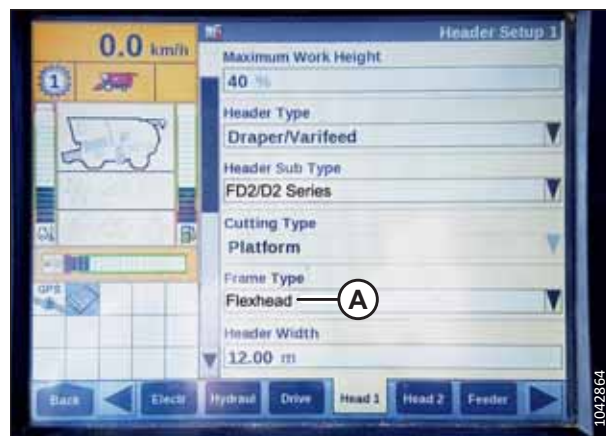 0.0 km/h
Header Setup 1
Maximum Work Height
40 %
1
Header Type
Draper/Varifeed
Header Sub Type
FD2/D2 Series
Cutting Type
Platform
Frame Type
Flexhead
A
GPS
Header Width
12.00 m
Back
Electr
Hydraul
Drive
Head 1
Head 2
Feeder
1042864